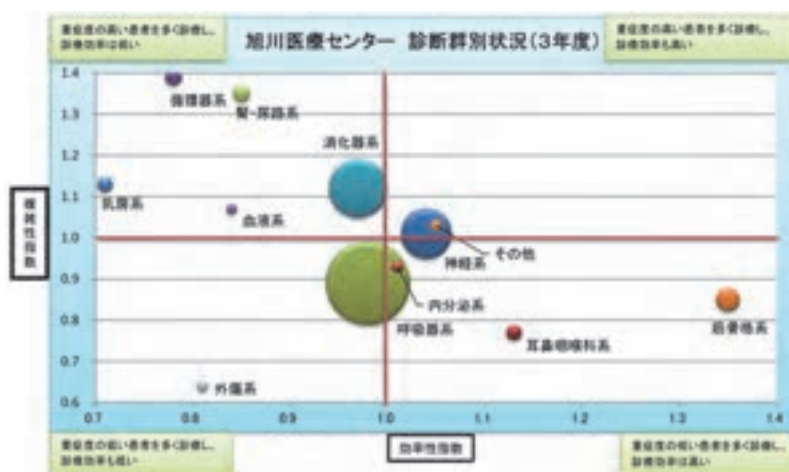 重症度の高い患者を多く診療し、
診療効率は低い
旭川医療センター 診断群別状況(3年度)
重症度の高い患者を多く診療し、
診療効率も高い
1.4
1.3
1.2
1.1
1.0
0.9
0.8
0.7
0.6
複雑性指数
循環器系
腎-尿路系
消化器系
乳房系
血液系
その他
神経系
内分泌系
呼吸器系
筋骨格系
耳鼻咽喉科系
外傷系
0.7
0.8
0.9
1.0
1.1
1.2
1.3
1.4
重症度の低い患者を多く診療し、
診療効率も低い
効率性指数
重症度の低い患者を多く診療し、
診療効率は高い